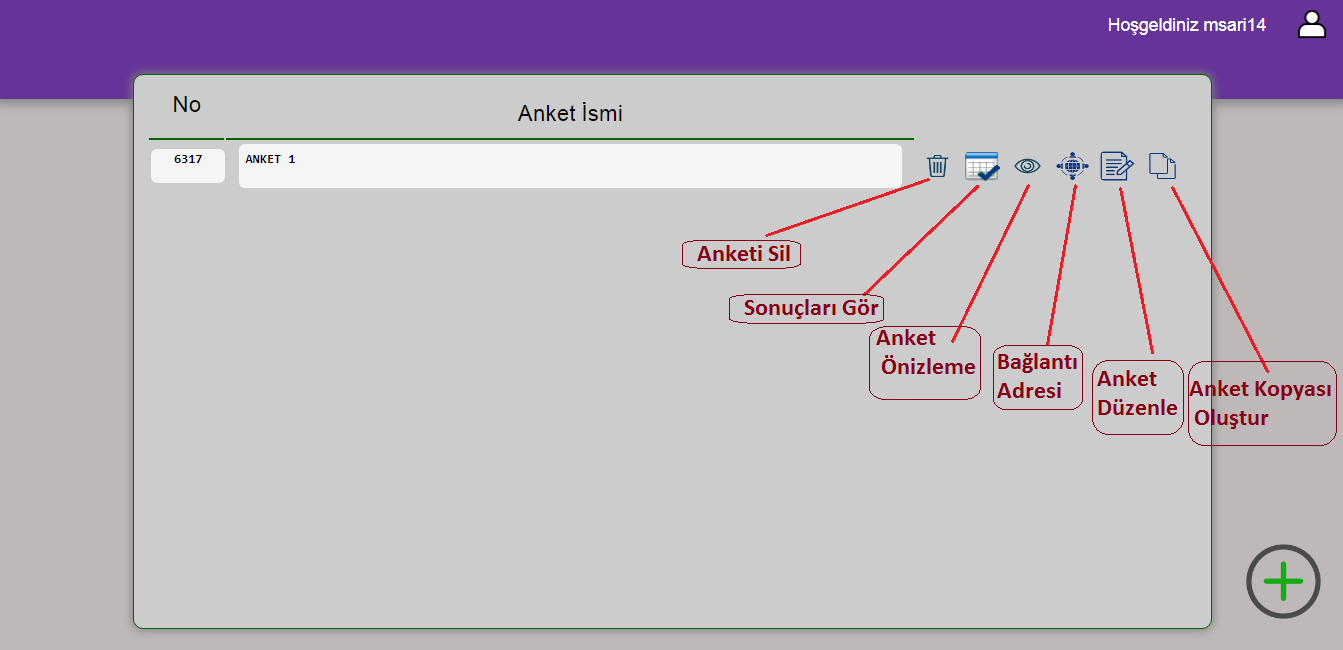 Hoşgeldiniz msari14
No
Anket İsmi
6317
ANKET 1
Anketi Sil
Sonuçları Gör
Anket
Önizleme
Bağlantı
Adresi
Anket
Düzenle
Anket Kopyası
Oluştur